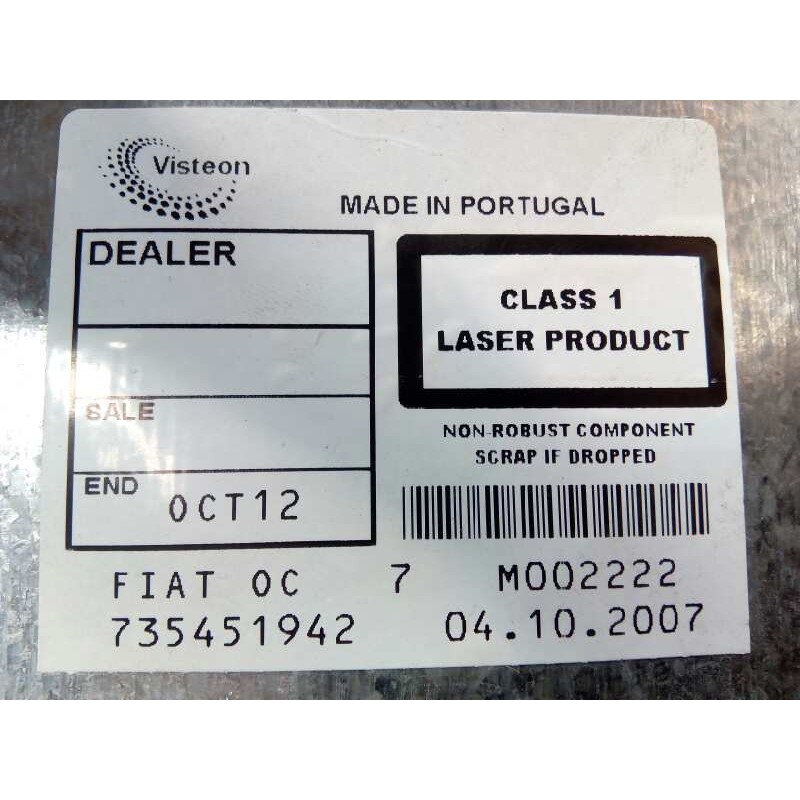 Visteon
MADE IN PORTUGAL
DEALER
SALE
END
OCT12
CLASS 1
LASER PRODUCT
NON-ROBUST COMPONENT
SCRAP IF DROPPED
FIAT OC 7 M002222
735451942 04.10.2007